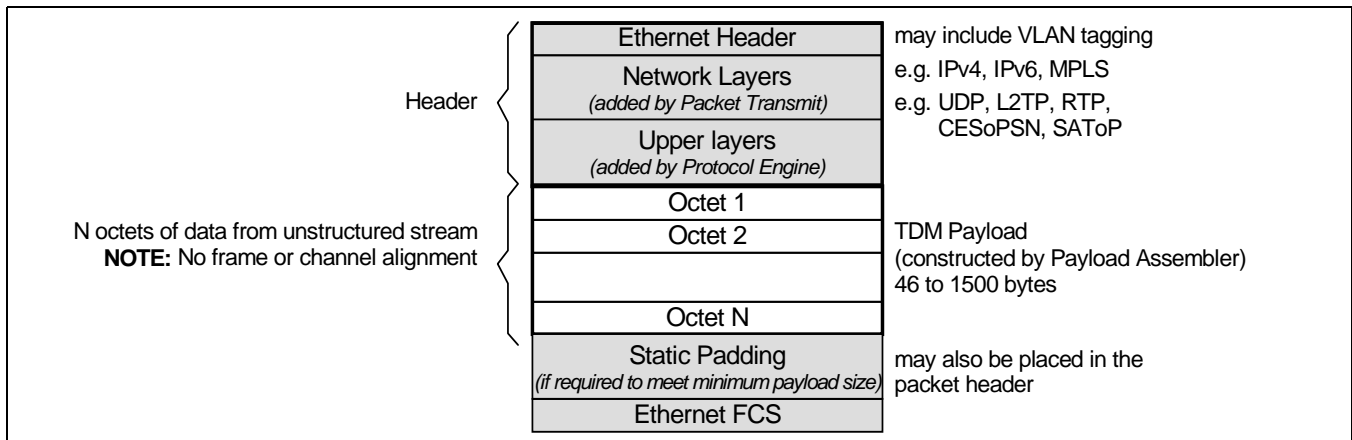 Header
Ethernet Header
may include VLAN tagging
Network Layers
(added by Packet Transmit)
e.g. IPv4, IPv6, MPLS
e.g. UDP, L2TP, RTP,
CESoPSN, SAToP
Upper layers
(added by Protocol Engine)
N octets of data from unstructured stream
NOTE: No frame or channel alignment
Octet 1
Octet 2
Octet N
TDM Payload
(constructed by Payload Assembler)
46 to 1500 bytes
Static Padding
(if required to meet minimum payload size)
may also be placed in the
packet header
Ethernet FCS